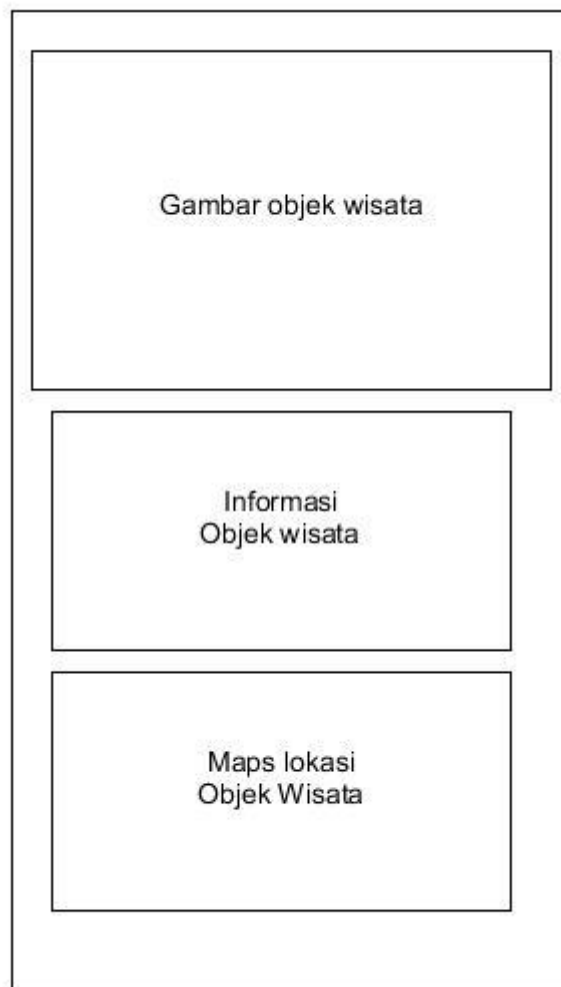 Gambar objek wisata
Informasi
Objek wisata
Maps lokasi
Objek Wisata